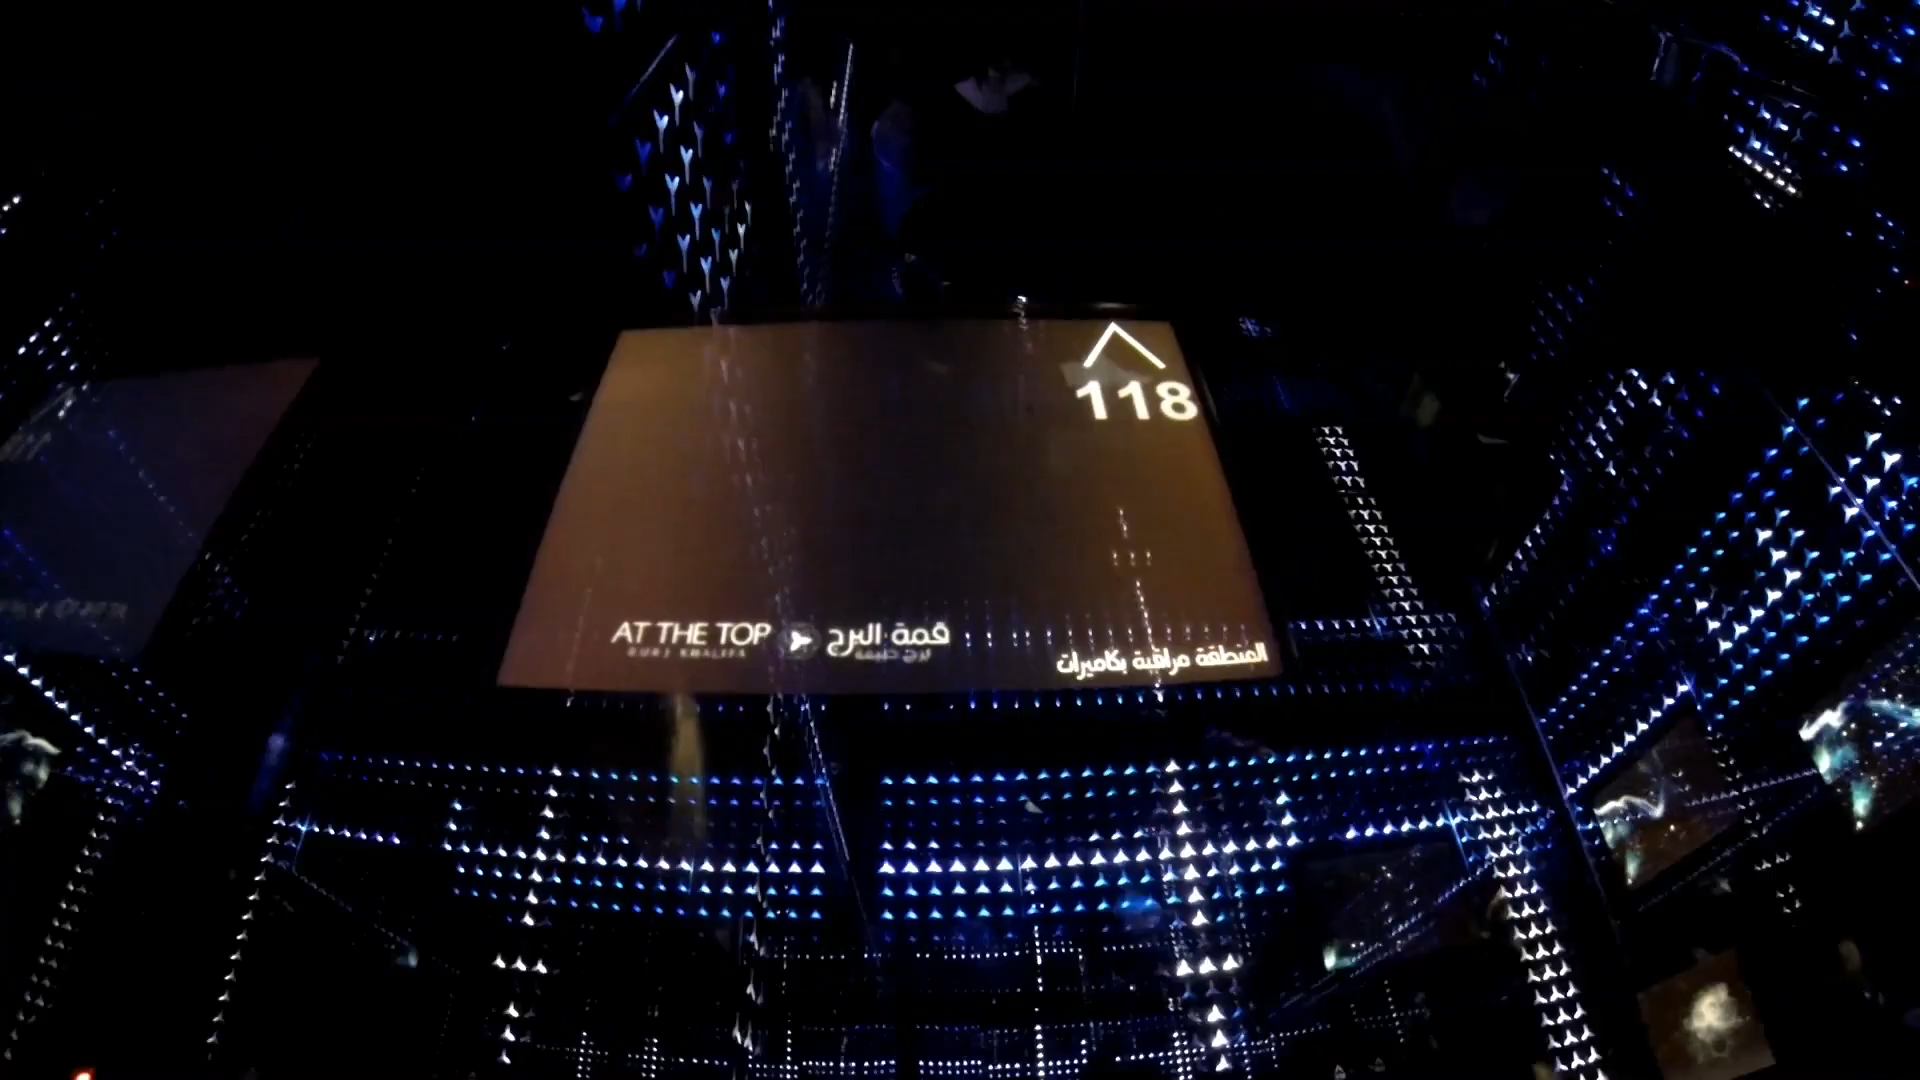 118
AT THE TOP قمة البرج
BURJ KHALIFA برج خليفة
المنطقة مراقبة بكاميرات